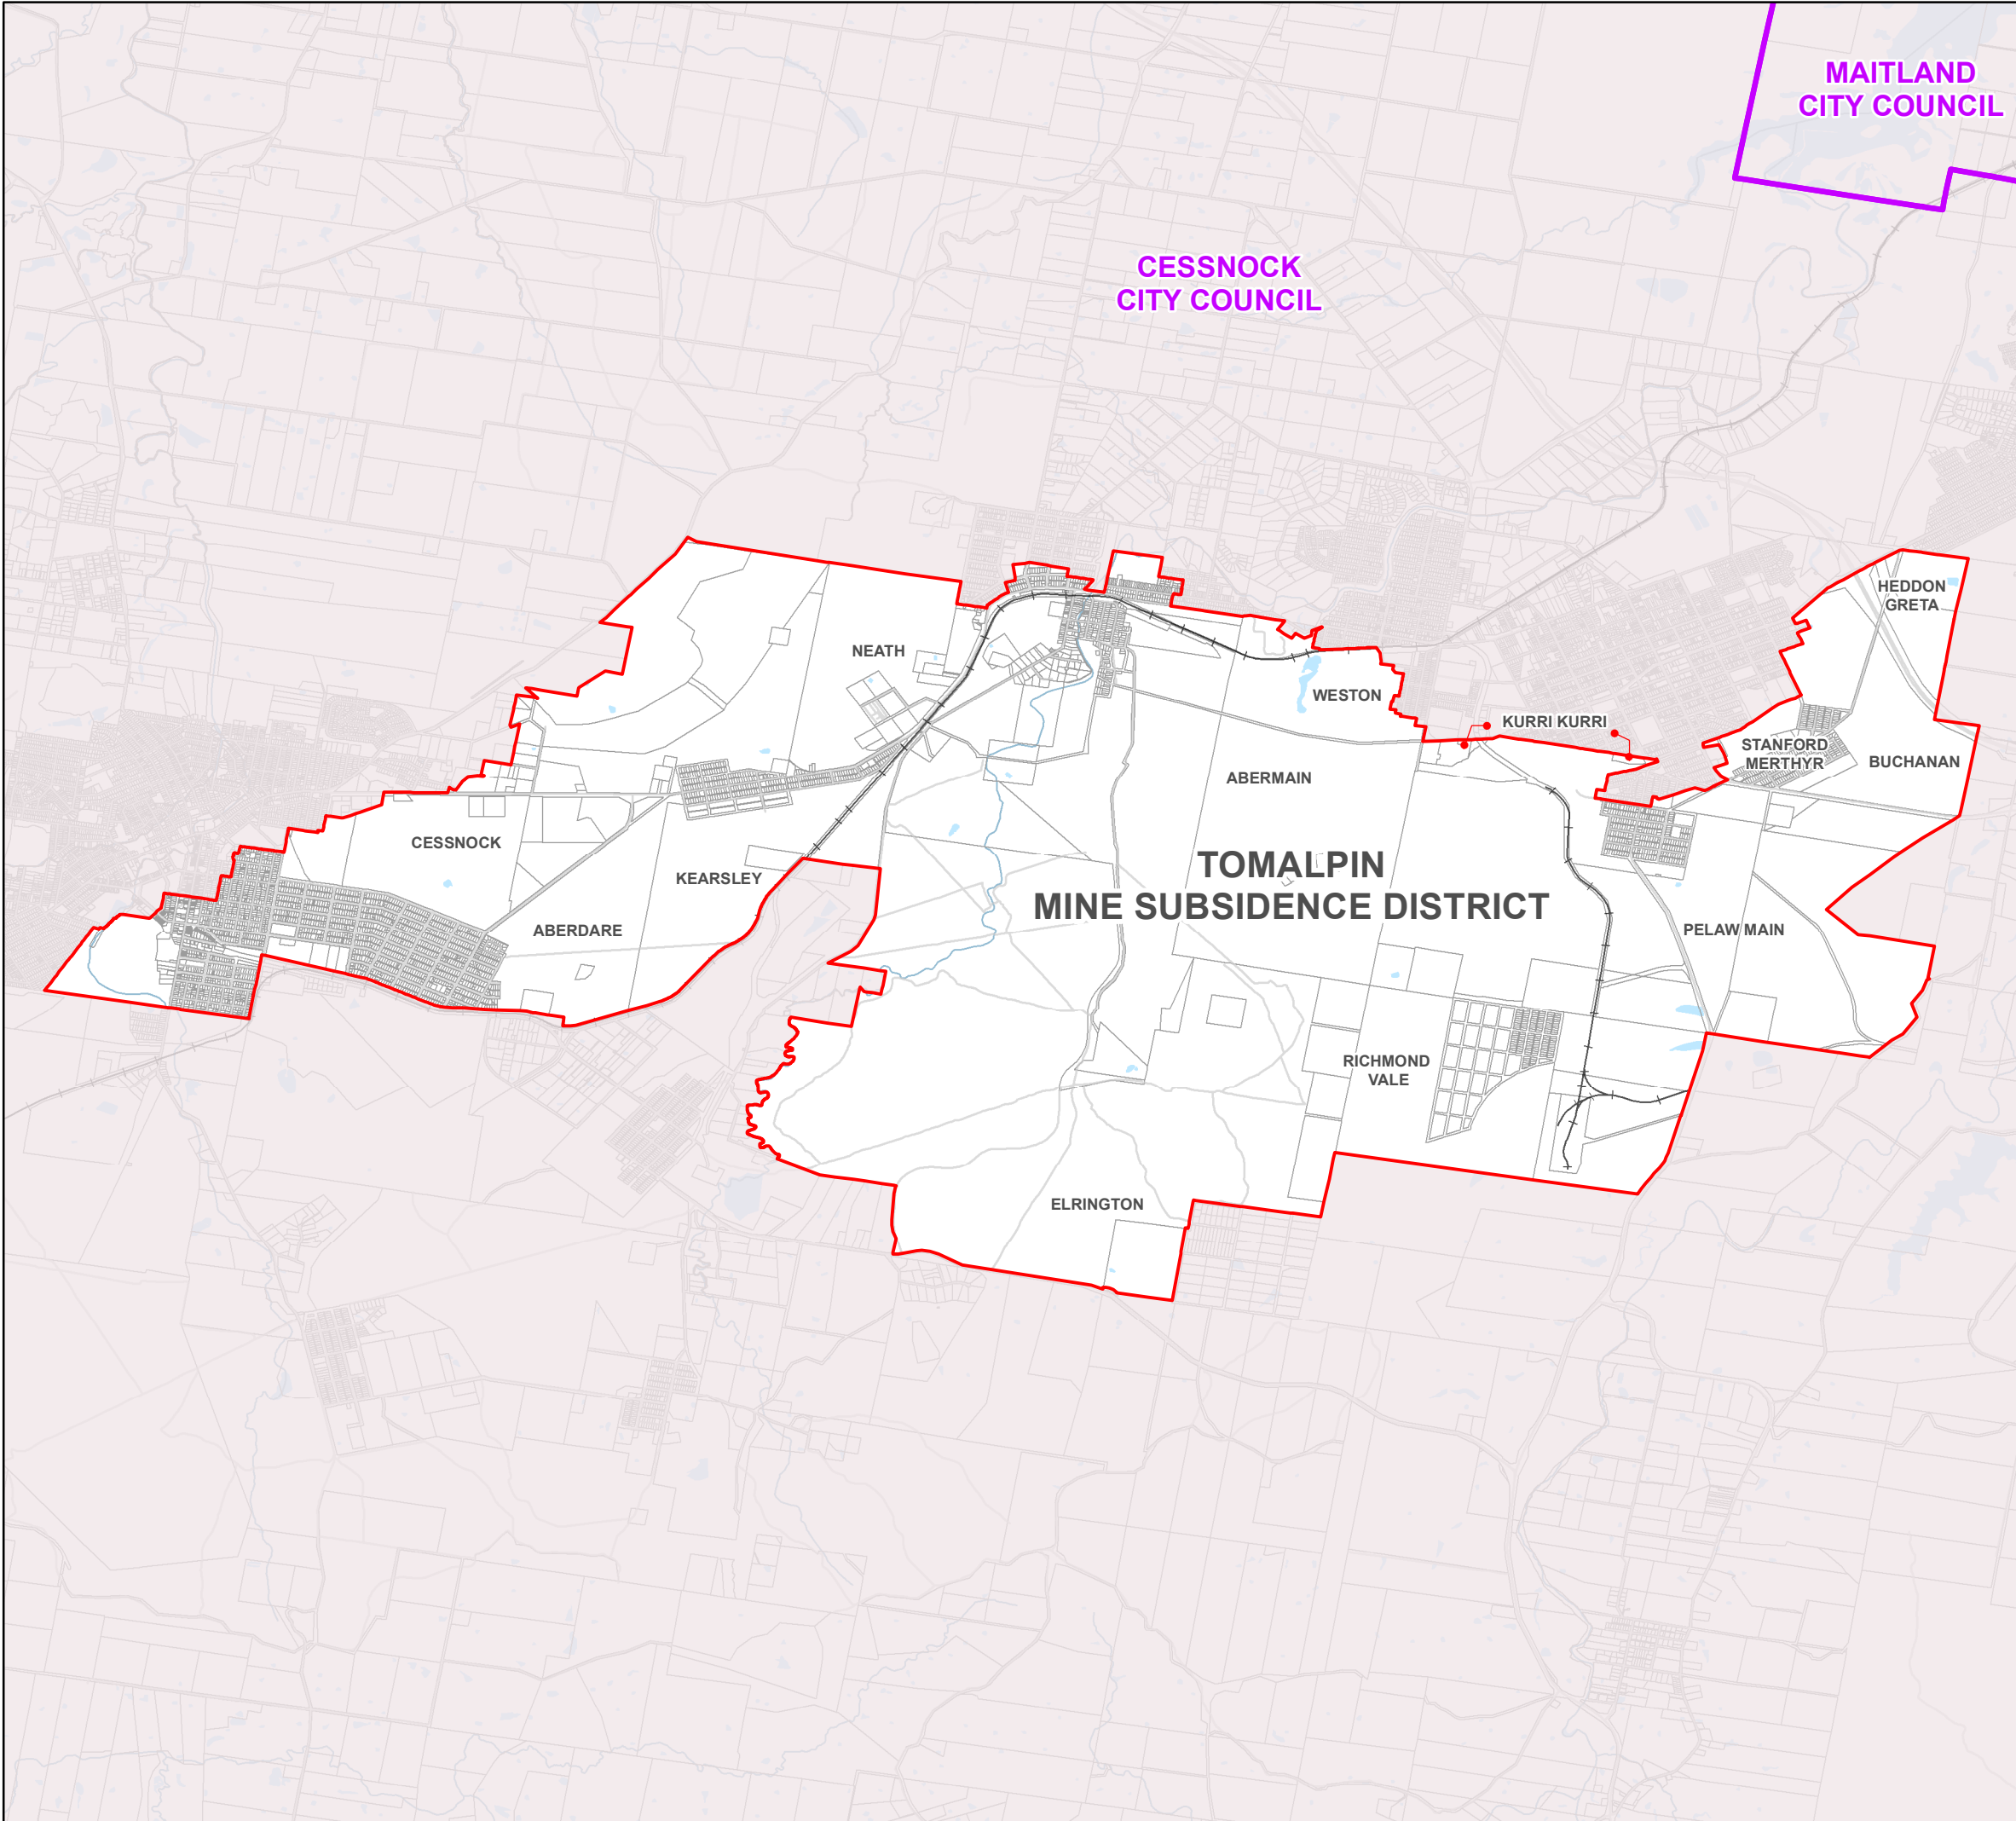 MAITLAND
CITY COUNCIL
CESSNOCK
CITY COUNCIL
HEDDON
GRETA
NEATH
WESTON
KURRI KURRI
STANFORD
MERTHYR
BUCHANAN
ABERMAIN
CESSNOCK
TOMALPIN
MINE SUBSIDENCE DISTRICT
KEARSLEY
ABERDARE
PELAW MAIN
RICHMOND
VALE
ELRINGTON